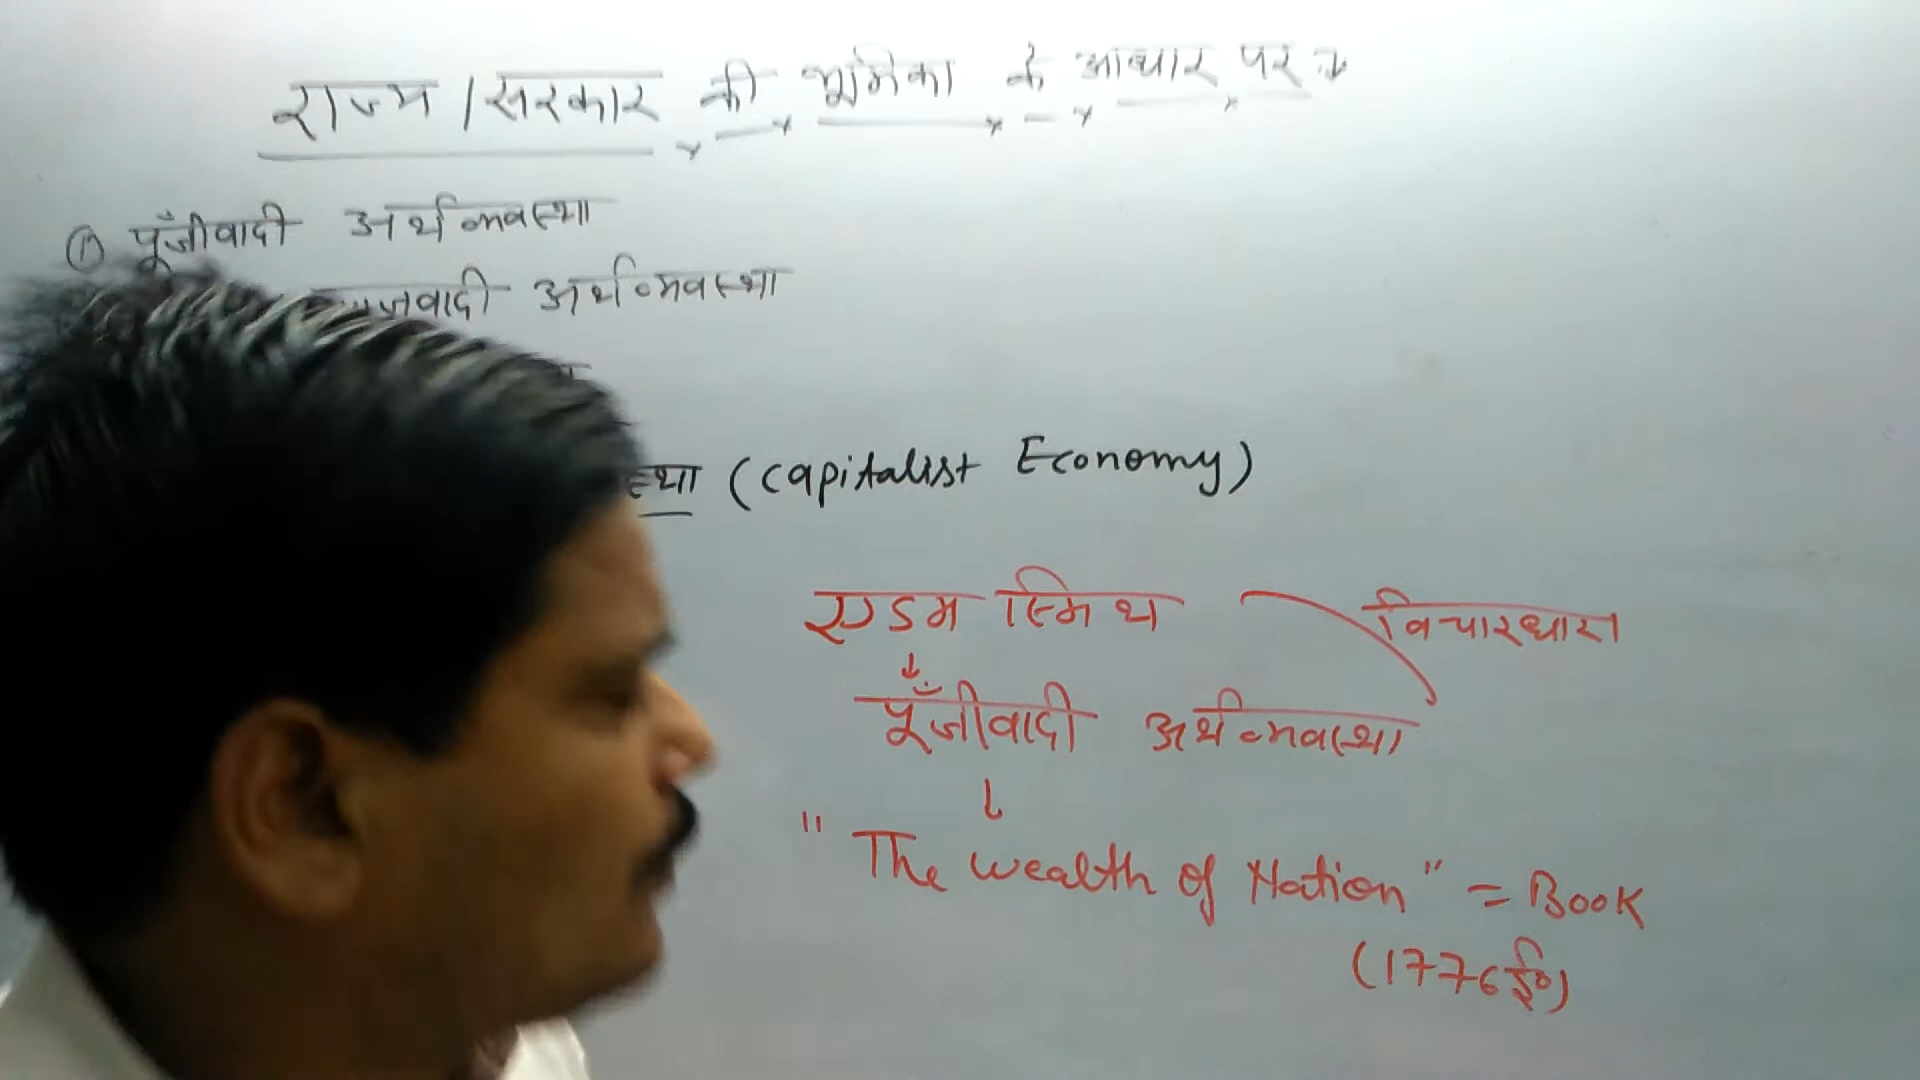 राज्य / सरकार की भूमिका के आधार पर :-
① पूँजीवादी अर्थव्यवस्था
अर्थव्यवस्था
(Capitalist Economy)
एडम स्मिथ विचारधारा
↓
पूँजीवादी अर्थव्यवस्था
↓
"The wealth of Nation" = Book
(1776 ई०)